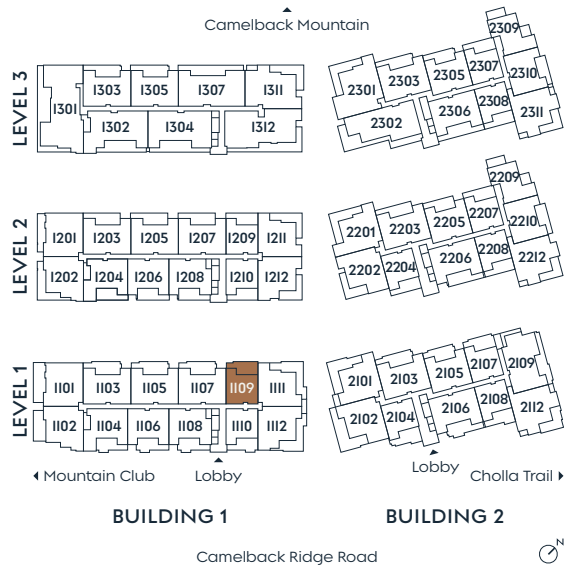 Camelback Mountain
LEVEL 3
1301 1303 1305 1307 1311
1302 1304 1312
2301 2303 2305 2307 2309
2310
2302 2306 2308 2311
LEVEL 2
1201 1203 1205 1207 1209 1211
1202 1204 1206 1208 1210 1212
2201 2203 2205 2207 2209
2210
2202 2204 2206 2208 2212
LEVEL 1
1101 1103 1105 1107 1109 1111
1102 1104 1106 1108 1110 1112
2101 2103 2105 2107 2109
2102 2104 2106 2108 2112
Mountain Club Lobby
Lobby Cholla Trail
BUILDING 1 BUILDING 2
Camelback Ridge Road
N